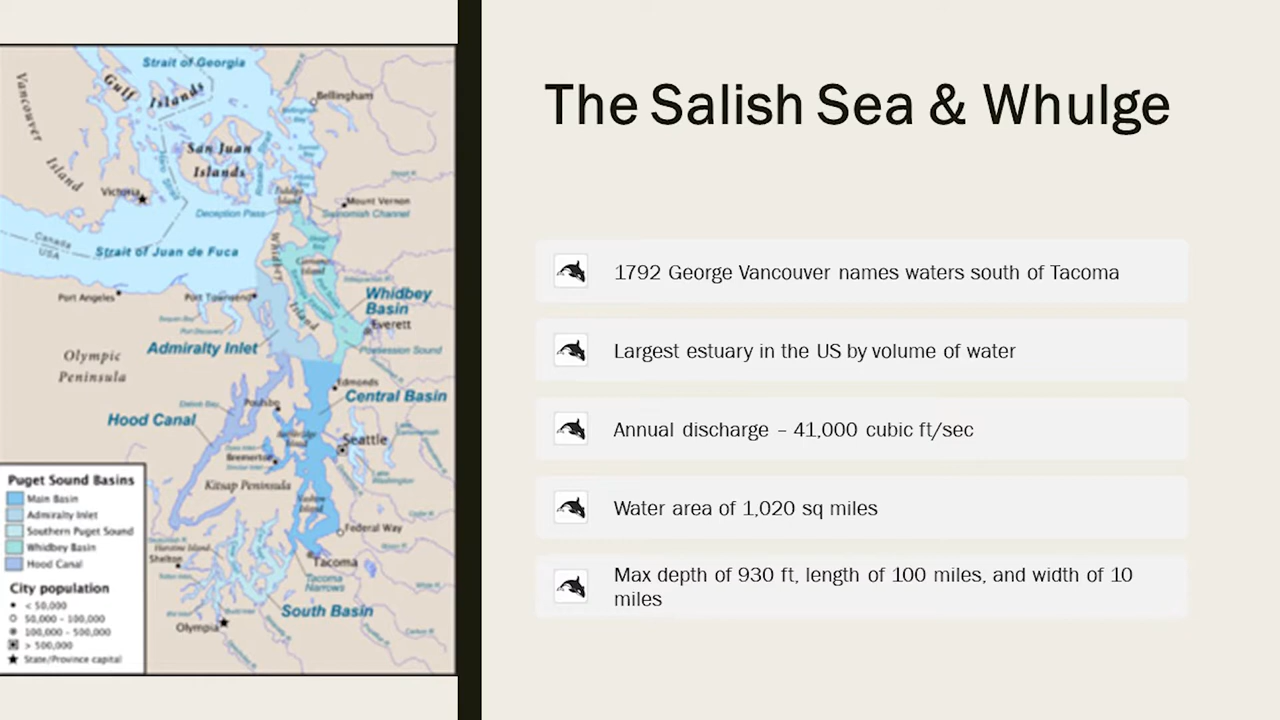 The Salish Sea & Whulge
1792 George Vancouver names waters south of Tacoma
Largest estuary in the US by volume of water
Annual discharge – 41,000 cubic ft/sec
Water area of 1,020 sq miles
Max depth of 930 ft, length of 100 miles, and width of 10
miles
Strait of Georgia
Vancouver
Island
Gulf
Islands
Bellingham
San Juan
Islands
Victoria
Mount Vernon
Deception Pass
Swinomish Channel
Canada
USA
Strait of Juan de Fuca
Whidbey
Island
Port Angeles
Port Townsend
Whidbey
Basin
Everett
Admiralty Inlet
Possession Sound
Olympic
Peninsula
Edmonds
Central Basin
Poulsbo
Hood Canal
Seattle
Bremerton
Kitsap Peninsula
Federal Way
Shelton
Tacoma
Tacoma
Narrows
South Basin
Olympia
Puget Sound Basins
Main Basin
Admiralty Inlet
Southern Puget Sound
Whidbey Basin
Hood Canal
City population
< 50,000
50,000 - 100,000
100,000 - 500,000
> 500,000
State/Province capital